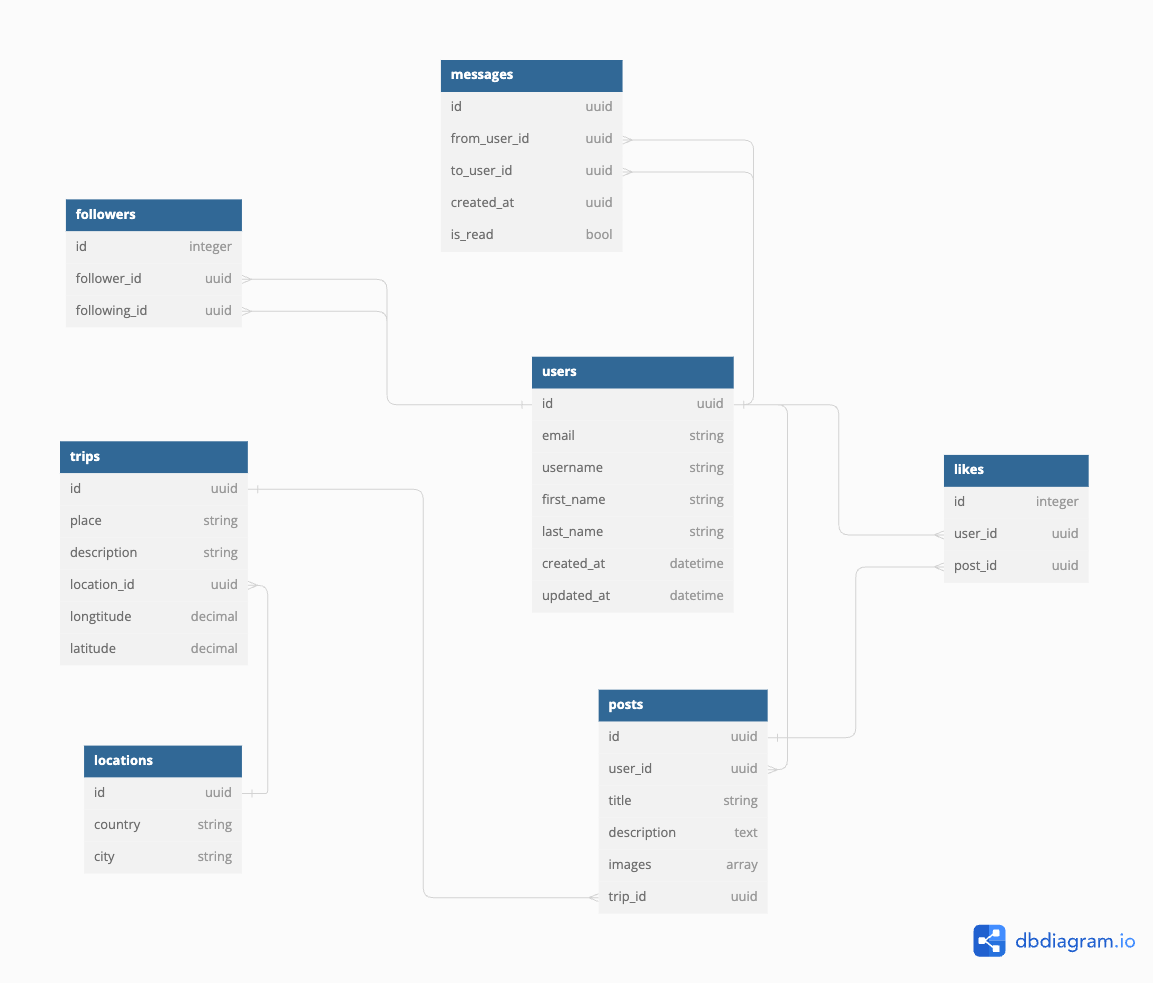 messages
id uuid
from_user_id uuid
to_user_id uuid
created_at uuid
is_read bool
followers
id integer
follower_id uuid
following_id uuid
users
id uuid
email string
username string
first_name string
last_name string
created_at datetime
updated_at datetime
trips
id uuid
place string
description string
location_id uuid
longtitude decimal
latitude decimal
likes
id integer
user_id uuid
post_id uuid
posts
id uuid
user_id uuid
title string
description text
images array
trip_id uuid
locations
id uuid
country string
city string
dbdiagram.io